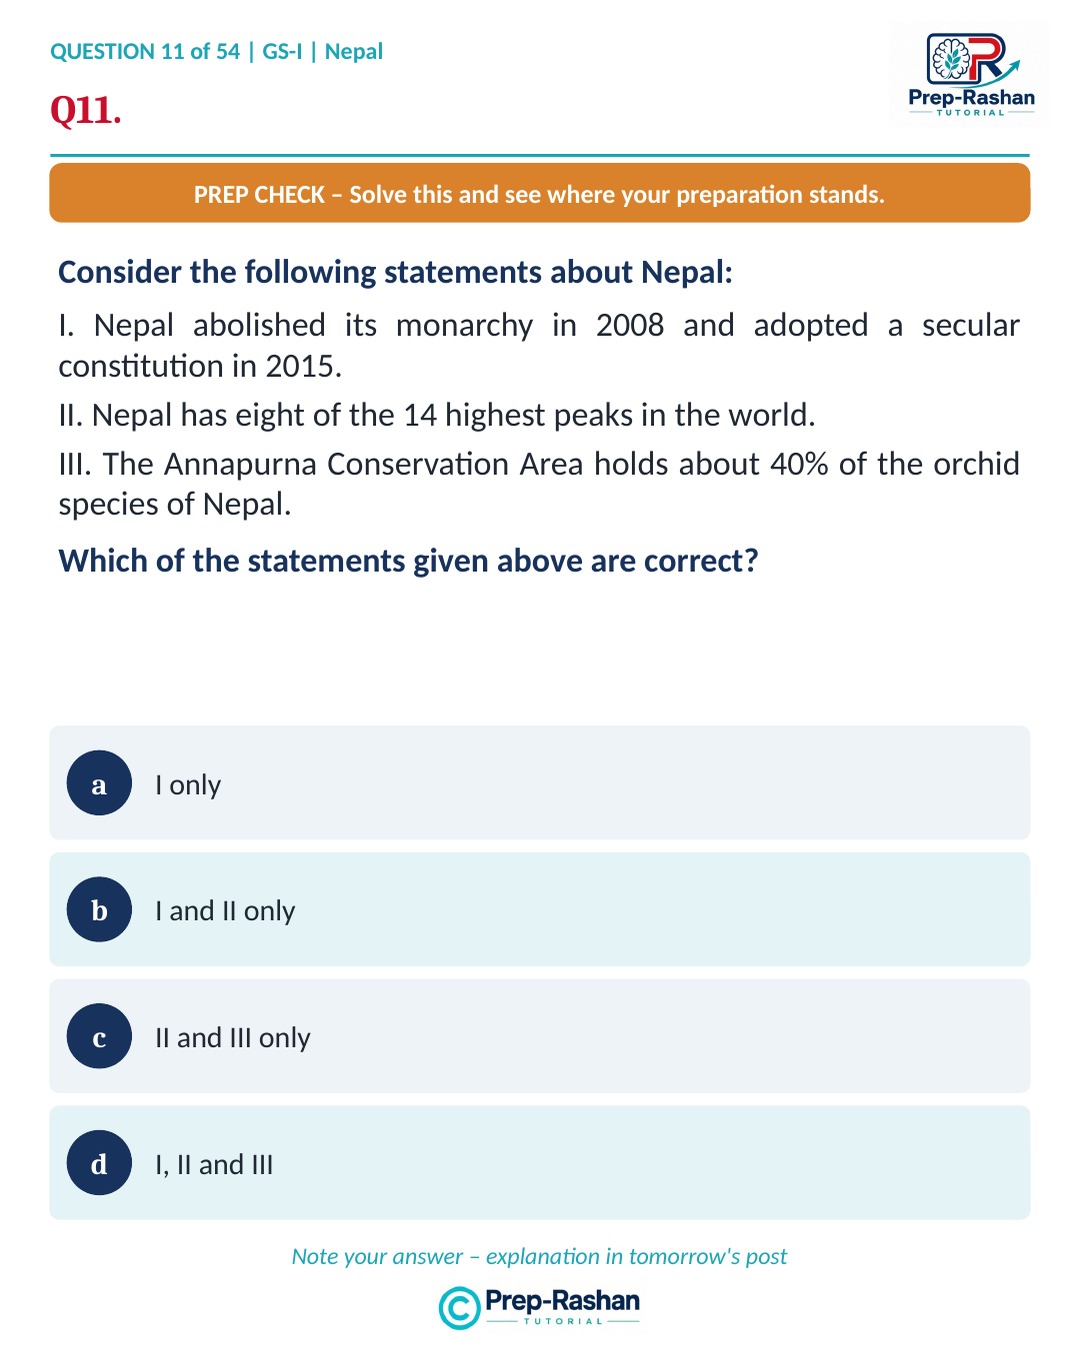 QUESTION 11 of 54 | GS-I | Nepal
Q11.
Prep-Rashan
TUTORIAL
PREP CHECK – Solve this and see where your preparation stands.
Consider the following statements about Nepal:
I. Nepal abolished its monarchy in 2008 and adopted a secular
constitution in 2015.
II. Nepal has eight of the 14 highest peaks in the world.
III. The Annapurna Conservation Area holds about 40% of the orchid
species of Nepal.
Which of the statements given above are correct?
a I only
b I and II only
c II and III only
d I, II and III
Note your answer – explanation in tomorrow's post
© Prep-Rashan
TUTORIAL